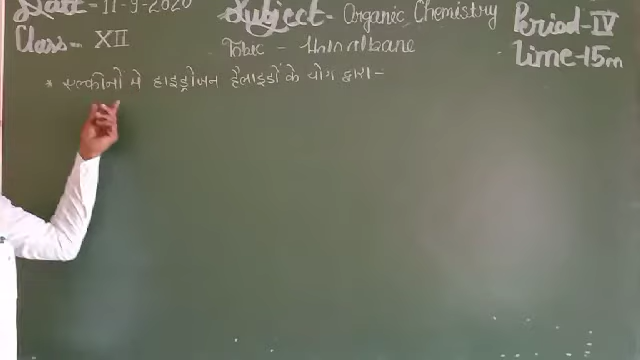 Date - 11-9-2020 Subject - Organic Chemistry Period - IV
Class - XII Topic - Haloalkane Time - 15m
* एल्कीनो मे हाइड्रोजन हैलाइडों के योग द्वारा -